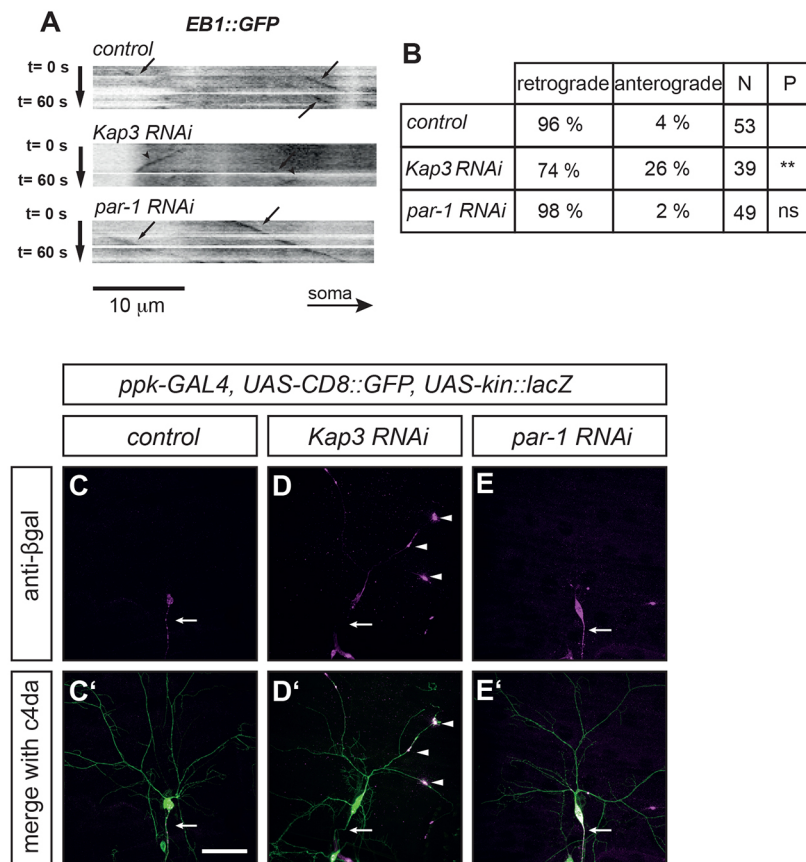 A
EB1::GFP
control
t= 0 s
t= 60 s
Kap3 RNAi
t= 0 s
t= 60 s
par-1 RNAi
t= 0 s
t= 60 s
10 μm
soma
B
retrograde anterograde N P
control 96 % 4 % 53
Kap3 RNAi 74 % 26 % 39 **
par-1 RNAi 98 % 2 % 49 ns
ppk-GAL4, UAS-CD8::GFP, UAS-kin::lacZ
control Kap3 RNAi par-1 RNAi
anti-βgal
C D E
merge with c4da
C‘ D‘ E‘